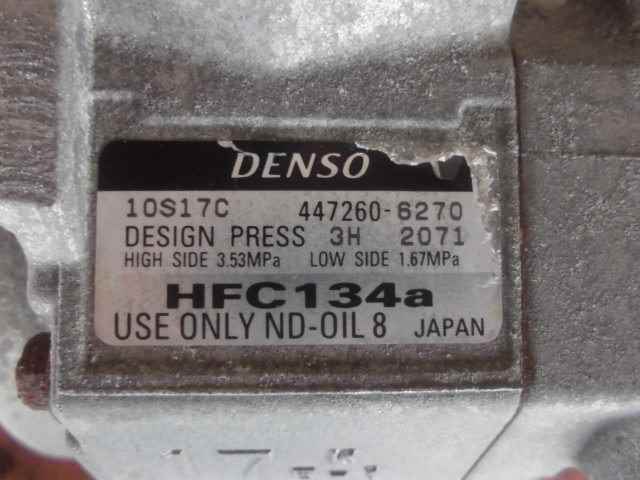 DENSO
10S17C 447260-6270
DESIGN PRESS 3H 2071
HIGH SIDE 3.53MPa LOW SIDE 1.67MPa
HFC134a
USE ONLY ND-OIL 8 JAPAN